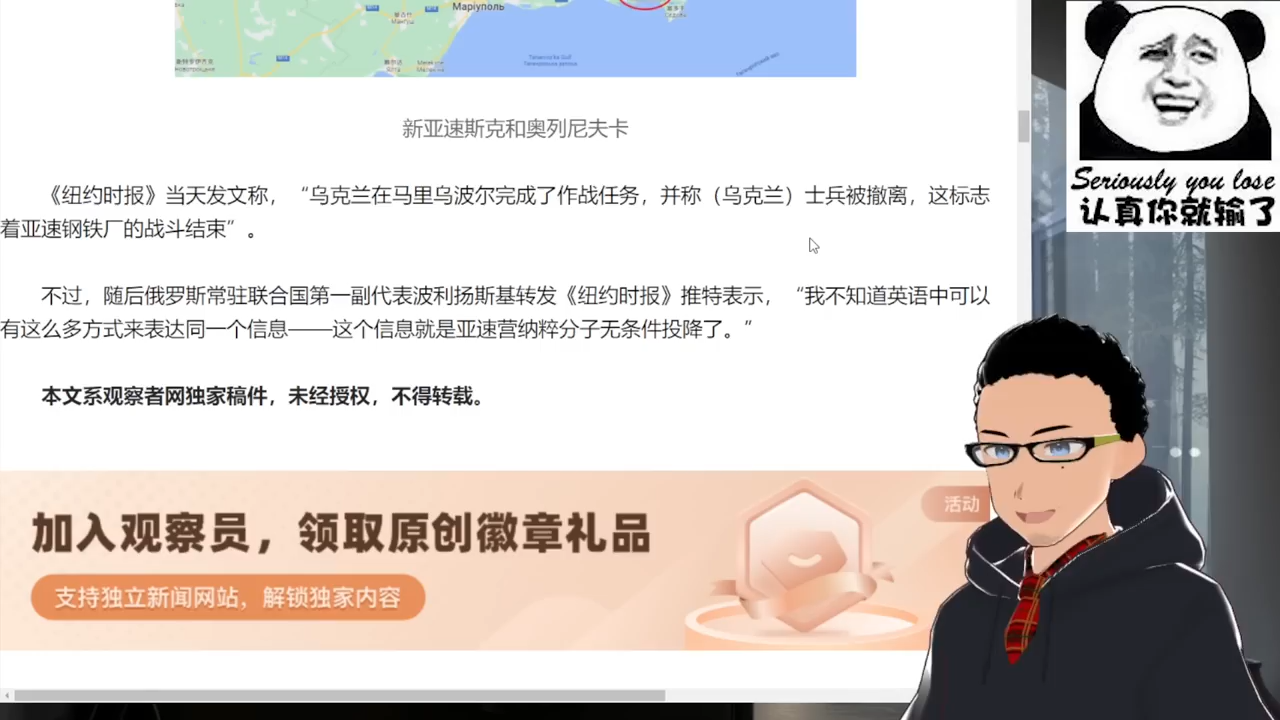 Маріуполь
新亚速斯克和奥列尼夫卡
《纽约时报》当天发文称，“乌克兰在马里乌波尔完成了作战任务，并称（乌克兰）士兵被撤离，这标志
着亚速钢铁厂的战斗结束”。
不过，随后俄罗斯常驻联合国第一副代表波利扬斯基转发《纽约时报》推特表示，“我不知道英语中可以
有这么多方式来表达同一个信息——这个信息就是亚速营纳粹分子无条件投降了。”
本文系观察者网独家稿件，未经授权，不得转载。
活动
加入观察员，领取原创徽章礼品
支持独立新闻网站，解锁独家内容
Seriously you lose
认真你就输了